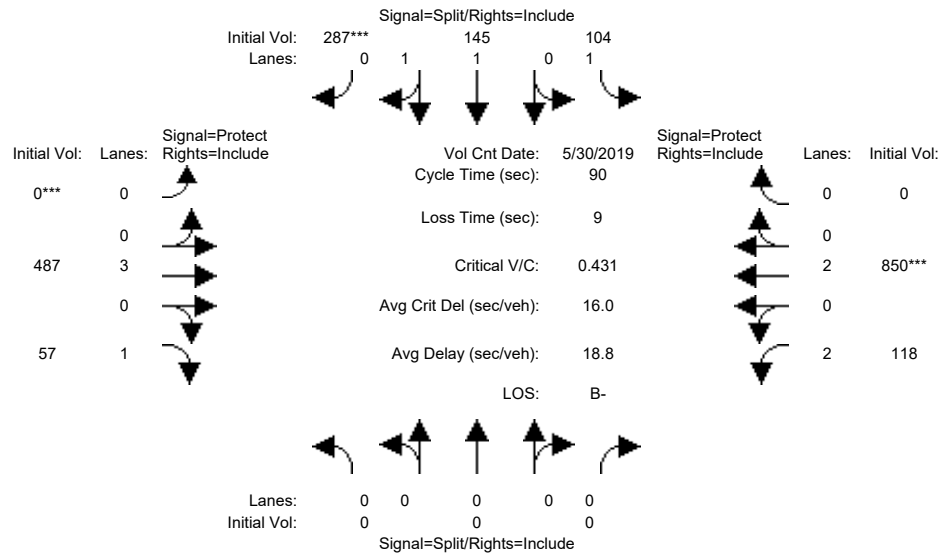 Signal=Split/Rights=Include
Initial Vol: 287*** 145 104
Lanes: 0 1 1 0 1
Signal=Protect Signal=Protect
Initial Vol: Lanes: Rights=Include Vol Cnt Date: 5/30/2019 Rights=Include Lanes: Initial Vol:
Cycle Time (sec): 90
0*** 0 0 0
Loss Time (sec): 9
0 0
487 3 Critical V/C: 0.431 2 850***
0 Avg Crit Del (sec/veh): 16.0 0
57 1 Avg Delay (sec/veh): 18.8 2 118
LOS: B-
Lanes: 0 0 0 0 0
Initial Vol: 0 0 0
Signal=Split/Rights=Include